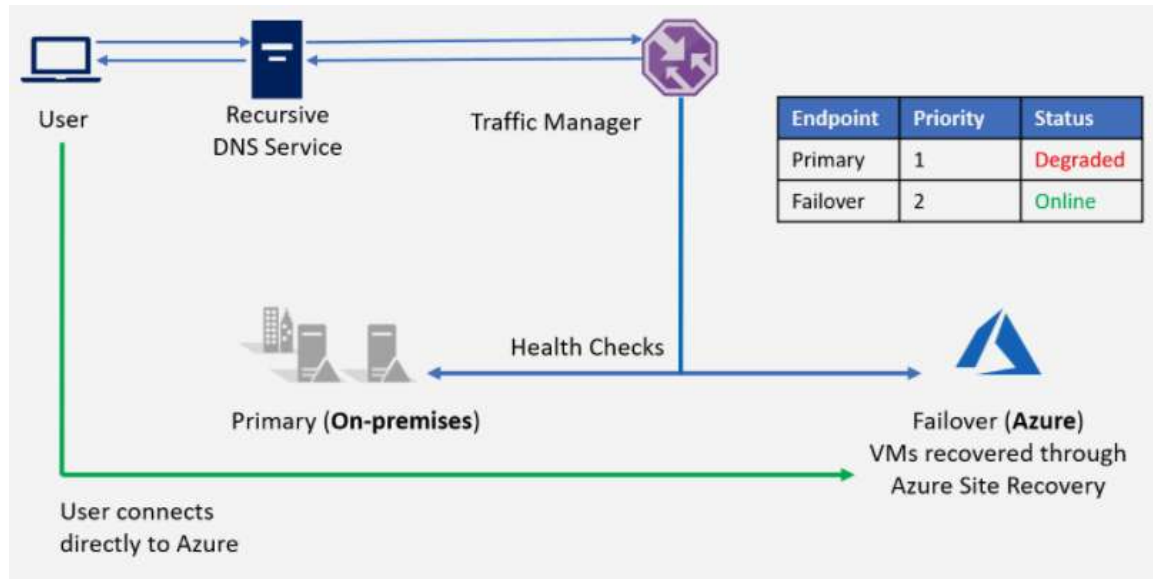 User
Recursive
DNS Service
Traffic Manager
Endpoint Priority Status
Primary 1 Degraded
Failover 2 Online
Health Checks
Primary (On-premises)
Failover (Azure)
VMs recovered through
Azure Site Recovery
User connects
directly to Azure